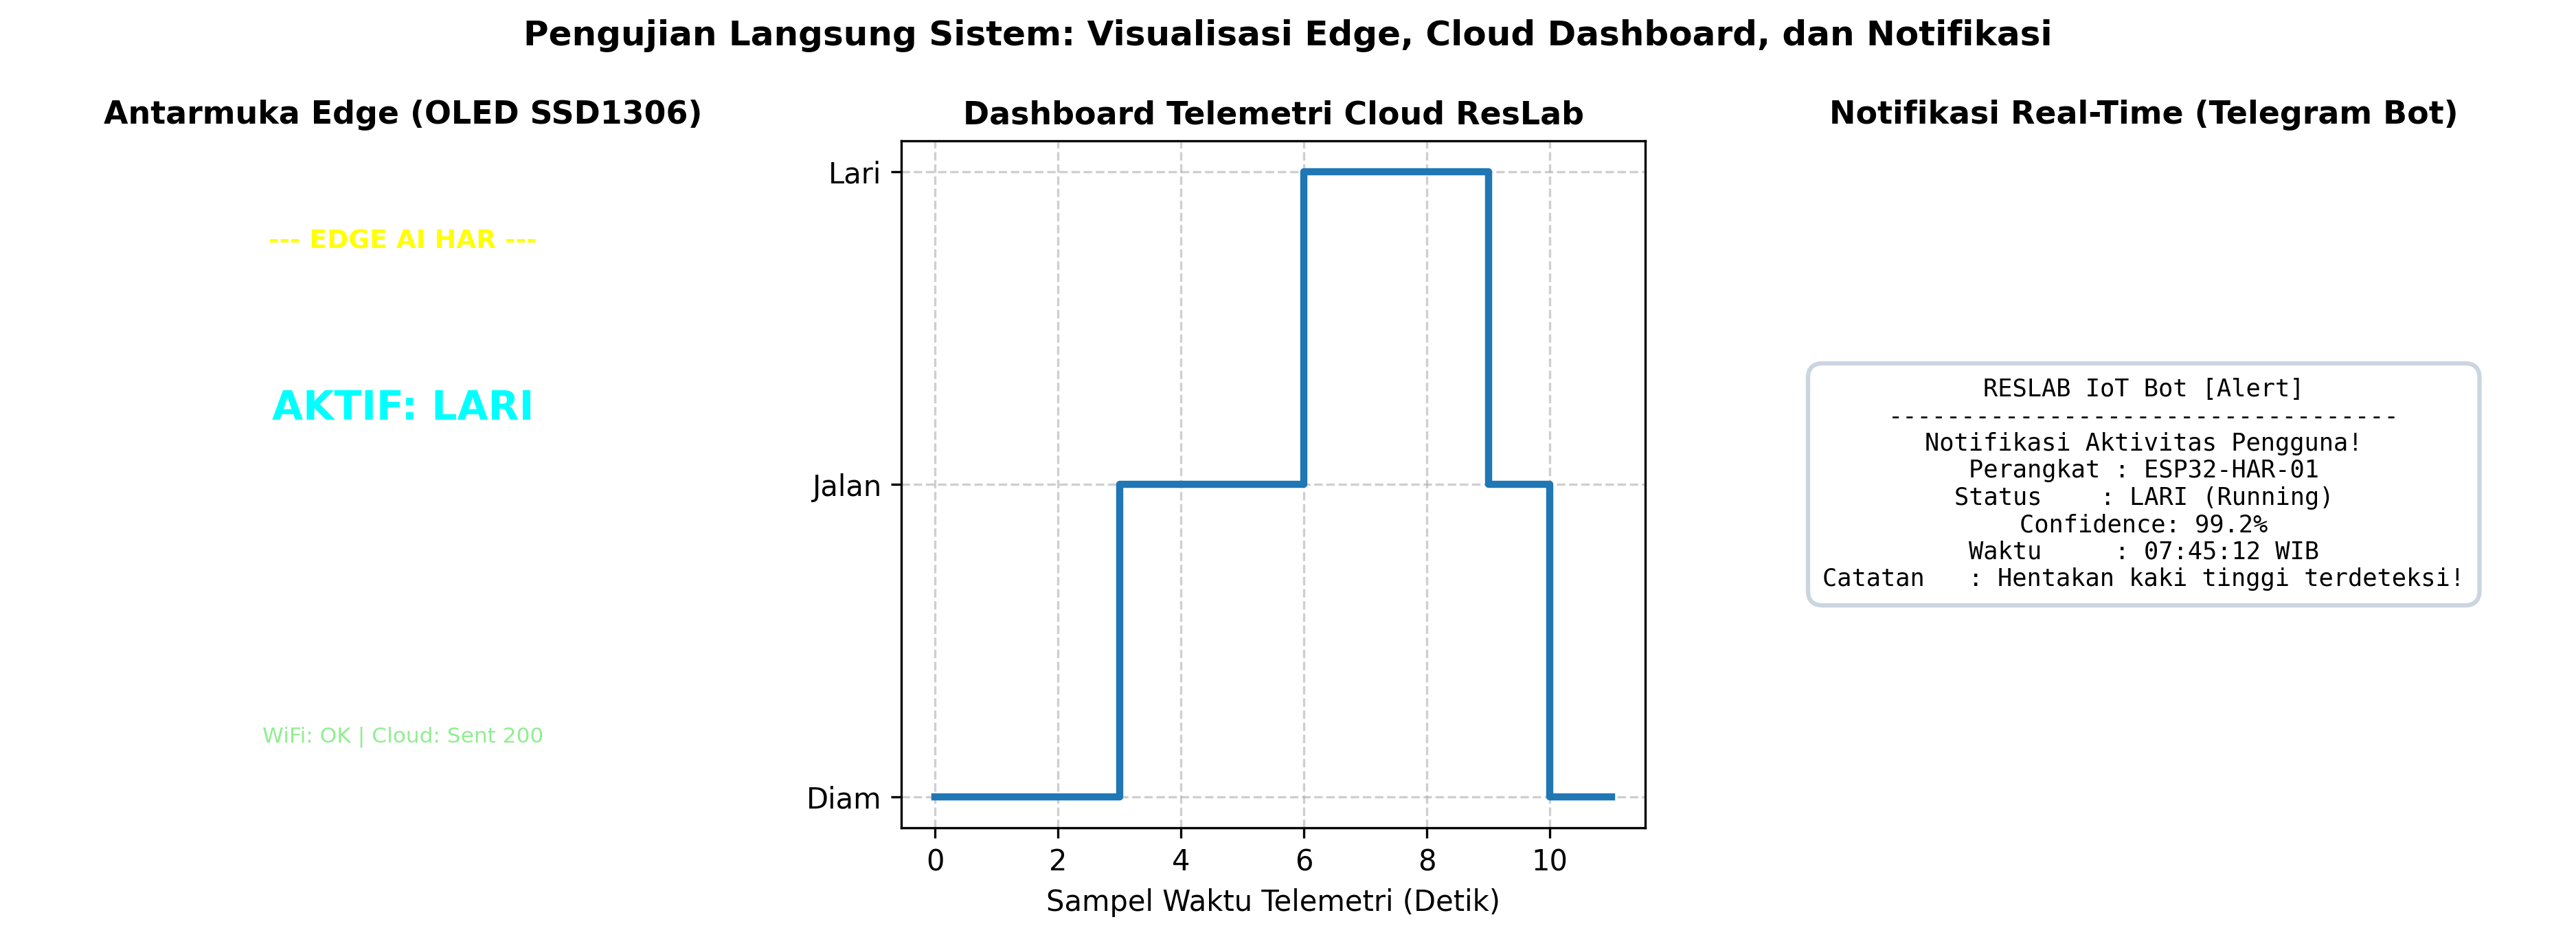 Pengujian Langsung Sistem: Visualisasi Edge, Cloud Dashboard, dan Notifikasi
Antarmuka Edge (OLED SSD1306)
--- EDGE AI HAR ---
AKTIF: LARI
WiFi: OK | Cloud: Sent 200
Dashboard Telemetri Cloud ResLab
Lari
Jalan
Diam
0 2 4 6 8 10
Sampel Waktu Telemetri (Detik)
Notifikasi Real-Time (Telegram Bot)
RESLAB IoT Bot [Alert]
-----------------------------------
Notifikasi Aktivitas Pengguna!
Perangkat : ESP32-HAR-01
Status    : LARI (Running)
Confidence: 99.2%
Waktu     : 07:45:12 WIB
Catatan   : Hentakan kaki tinggi terdeteksi!